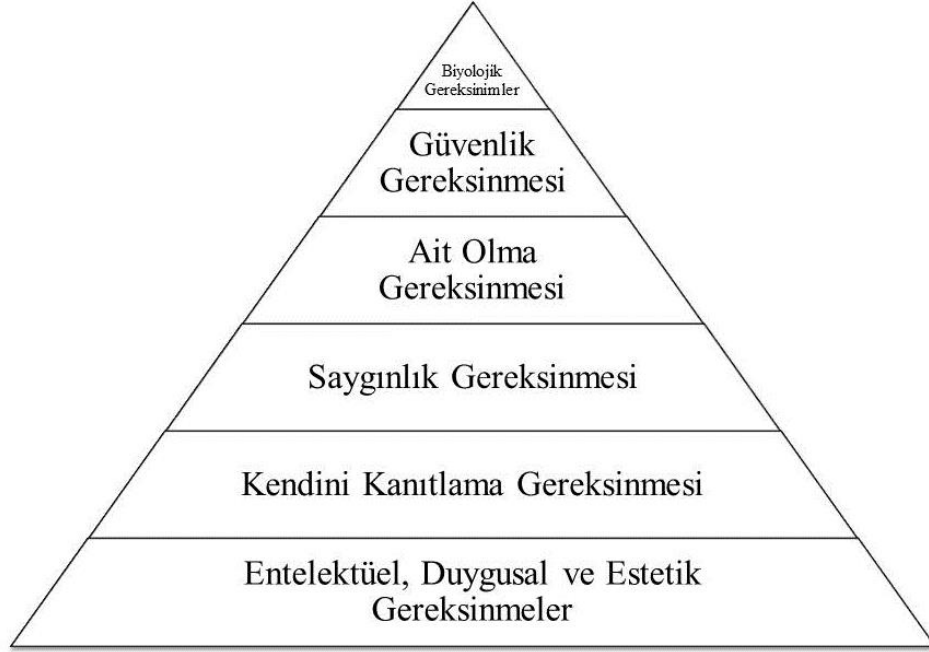 Biyolojik
Gereksinimler
Güvenlik
Gereksinmesi
Ait Olma
Gereksinmesi
Saygınlık Gereksinmesi
Kendini Kanıtlama Gereksinmesi
Entelektüel, Duygusal ve Estetik
Gereksinmeler